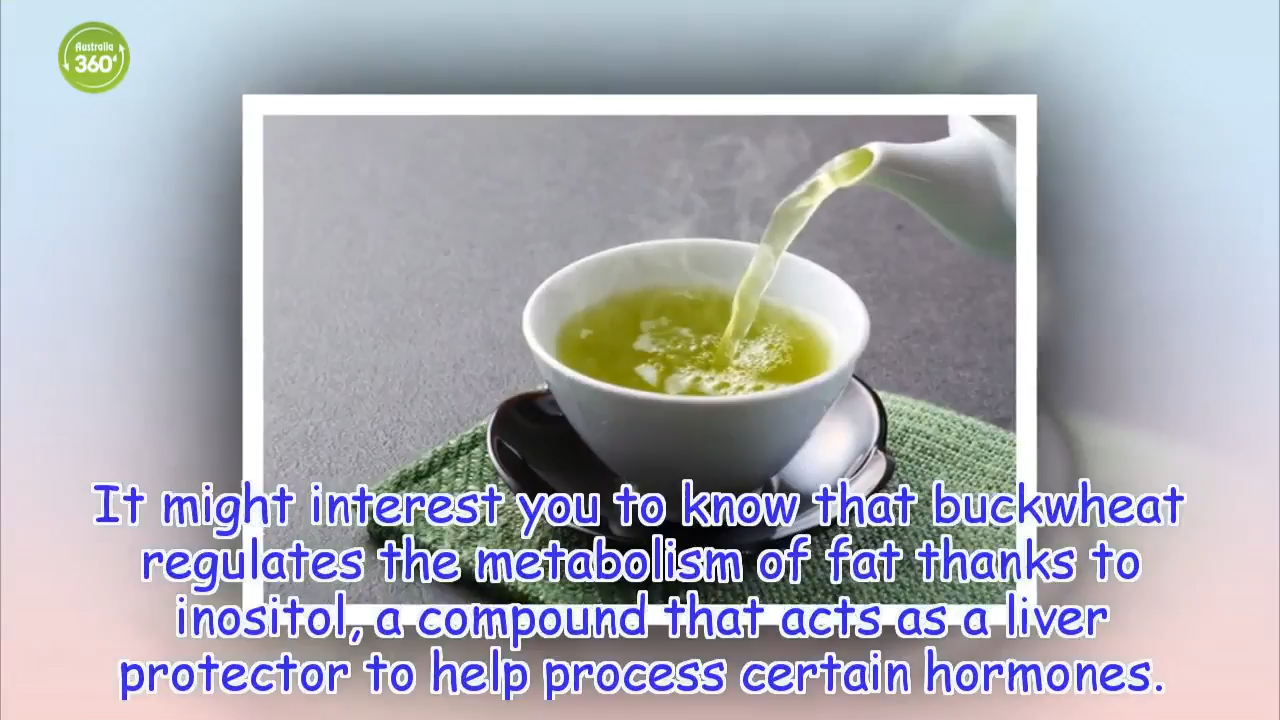 Australia
360°
It might interest you to know that buckwheat
regulates the metabolism of fat thanks to
inositol, a compound that acts as a liver
protector to help process certain hormones.